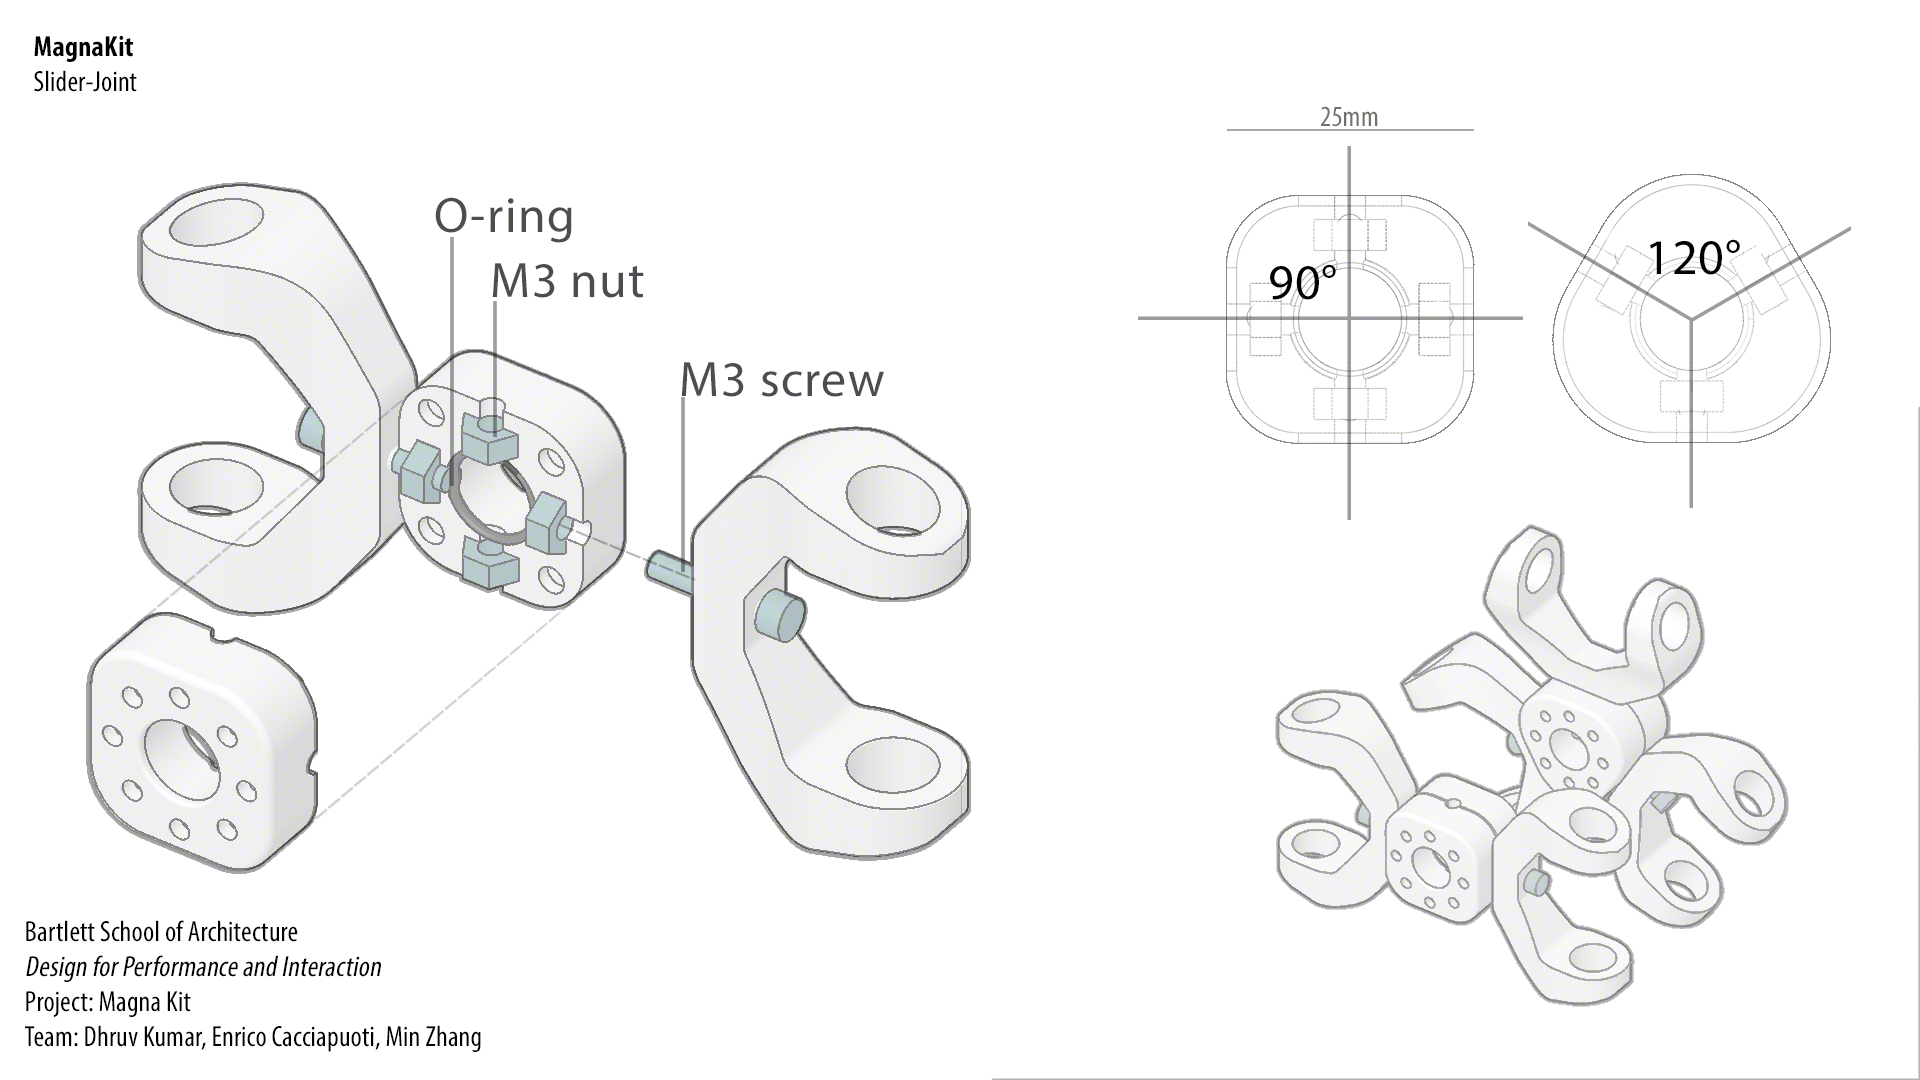 MagnaKit
Slider-Joint
O-ring
M3 nut
M3 screw
25mm
90°
120°
Bartlett School of Architecture
Design for Performance and Interaction
Project: Magna Kit
Team: Dhruv Kumar, Enrico Cacciapuoti, Min Zhang